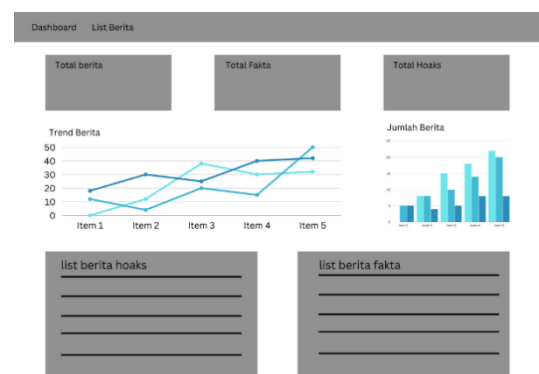 Dashboard List Berita
Total berita
Total Fakta
Total Hoaks
Trend Berita
50
40
30
20
10
0
Item 1 Item 2 Item 3 Item 4 Item 5
Jumlah Berita
list berita hoaks
list berita fakta